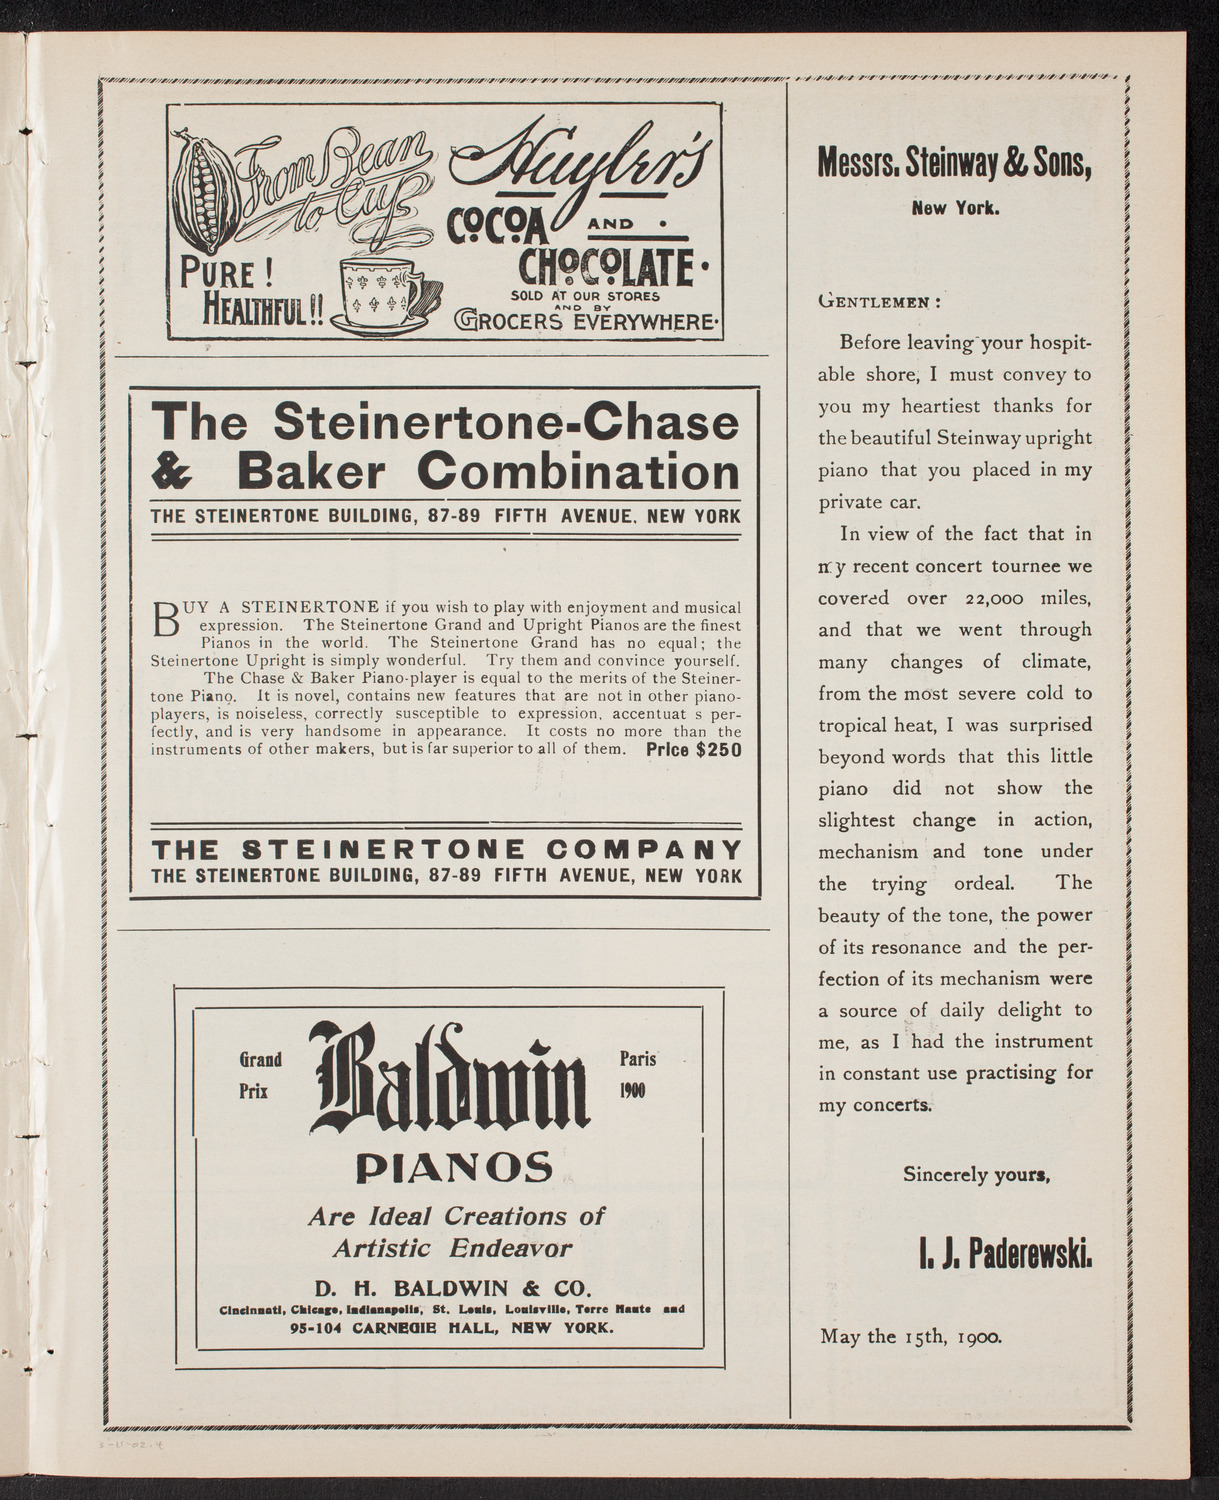 From Bean
to Cup
PURE!
HEALTHFUL!!
Huyler's
COCOA AND
CHOCOLATE
SOLD AT OUR STORES
AND BY
GROCERS EVERYWHERE
The Steinertone-Chase
& Baker Combination
THE STEINERTONE BUILDING, 87-89 FIFTH AVENUE. NEW YORK
BUY A STEINERTONE if you wish to play with enjoyment and musical
expression. The Steinertone Grand and Upright Pianos are the finest
Pianos in the world. The Steinertone Grand has no equal; the
Steinertone Upright is simply wonderful. Try them and convince yourself.
The Chase & Baker Piano-player is equal to the merits of the Steiner-
tone Piano. It is novel, contains new features that are not in other piano-
players, is noiseless, correctly susceptible to expression, accentuat s per-
fectly, and is very handsome in appearance. It costs no more than the
instruments of other makers, but is far superior to all of them. Price $250
THE STEINERTONE COMPANY
THE STEINERTONE BUILDING, 87-89 FIFTH AVENUE, NEW YORK
Grand
Prix
Baldwin
Paris
1900
PIANOS
Are Ideal Creations of
Artistic Endeavor
D. H. BALDWIN & CO.
Cincinnati, Chicago, Indianapolis, St. Louis, Louisville, Terre Haute and
95-104 CARNEGIE HALL, NEW YORK.
Messrs. Steinway & Sons,
New York.
GENTLEMEN:
Before leaving your hospit-
able shore, I must convey to
you my heartiest thanks for
the beautiful Steinway upright
piano that you placed in my
private car.
In view of the fact that in
my recent concert tournee we
covered over 22,000 miles,
and that we went through
many changes of climate,
from the most severe cold to
tropical heat, I was surprised
beyond words that this little
piano did not show the
slightest change in action,
mechanism and tone under
the trying ordeal. The
beauty of the tone, the power
of its resonance and the per-
fection of its mechanism were
a source of daily delight to
me, as I had the instrument
in constant use practising for
my concerts.
Sincerely yours,
I. J. Paderewski.
May the 15th, 1900.